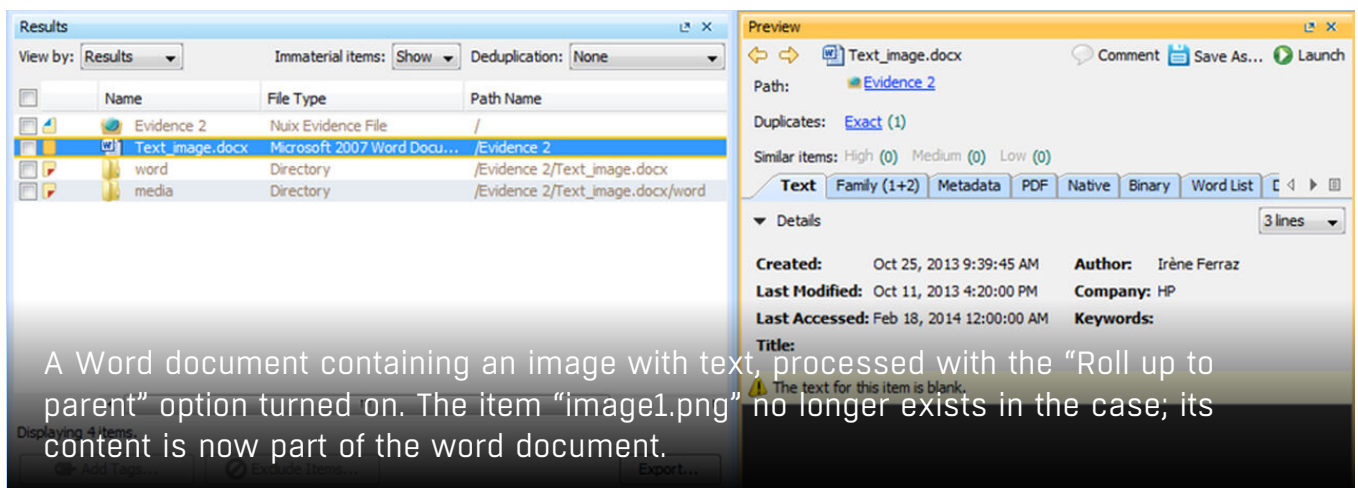 Results
View by: Results Immaterial items: Show Deduplication: None
Name File Type Path Name
Evidence 2 Nuix Evidence File /
Text_image.docx Microsoft 2007 Word Docu... /Evidence 2
word Directory /Evidence 2/Text_image.docx
media Directory /Evidence 2/Text_image.docx/word
Displaying 4 items.
Add Tags... Exclude Items... Export...
Preview
Text_image.docx Comment Save As... Launch
Path: Evidence 2
Duplicates: Exact (1)
Similar items: High (0) Medium (0) Low (0)
Text Family (1+2) Metadata PDF Native Binary Word List
Details 3 lines
Created: Oct 25, 2013 9:39:45 AM Author: Irène Ferraz
Last Modified: Oct 11, 2013 4:20:00 PM Company: HP
Last Accessed: Feb 18, 2014 12:00:00 AM Keywords:
Title:
The text for this item is blank.
A Word document containing an image with text, processed with the “Roll up to
parent” option turned on. The item “image1.png” no longer exists in the case; its
content is now part of the word document.